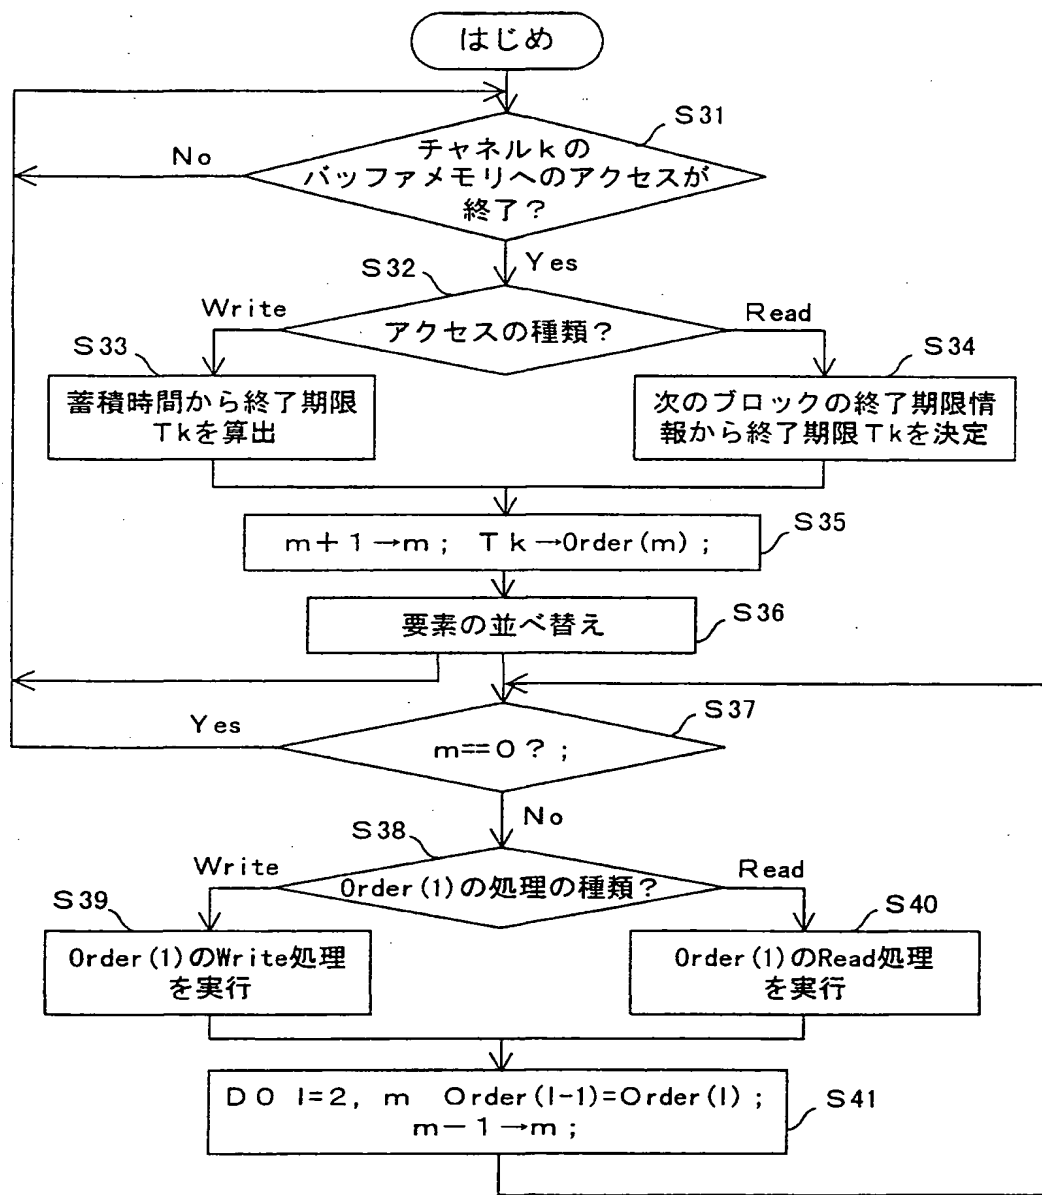 はじめ
S31
チャネルkの
バッファメモリへのアクセスが
終了?
No
Yes
S32
アクセスの種類?
Write
Read
S33
蓄積時間から終了期限
Tkを算出
S34
次のブロックの終了期限情
報から終了期限Tkを決定
S35
m+1→m; Tk→Order(m);
S36
要素の並べ替え
S37
Yes
m==0?;
No
S38
Write
Order(1)の処理の種類?
Read
S39
Order(1)のWrite処理
を実行
S40
Order(1)のRead処理
を実行
S41
DO l=2, m Order(l-1)=Order(l);
m-1→m;